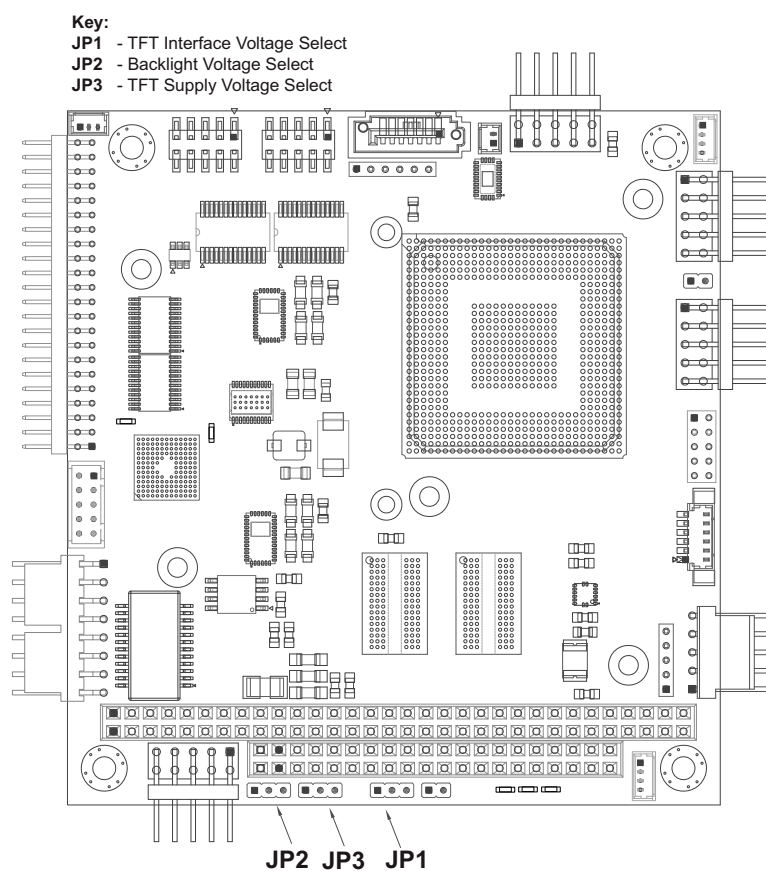 Key:
JP1 - TFT Interface Voltage Select
JP2 - Backlight Voltage Select
JP3 - TFT Supply Voltage Select
JP2 JP3 JP1